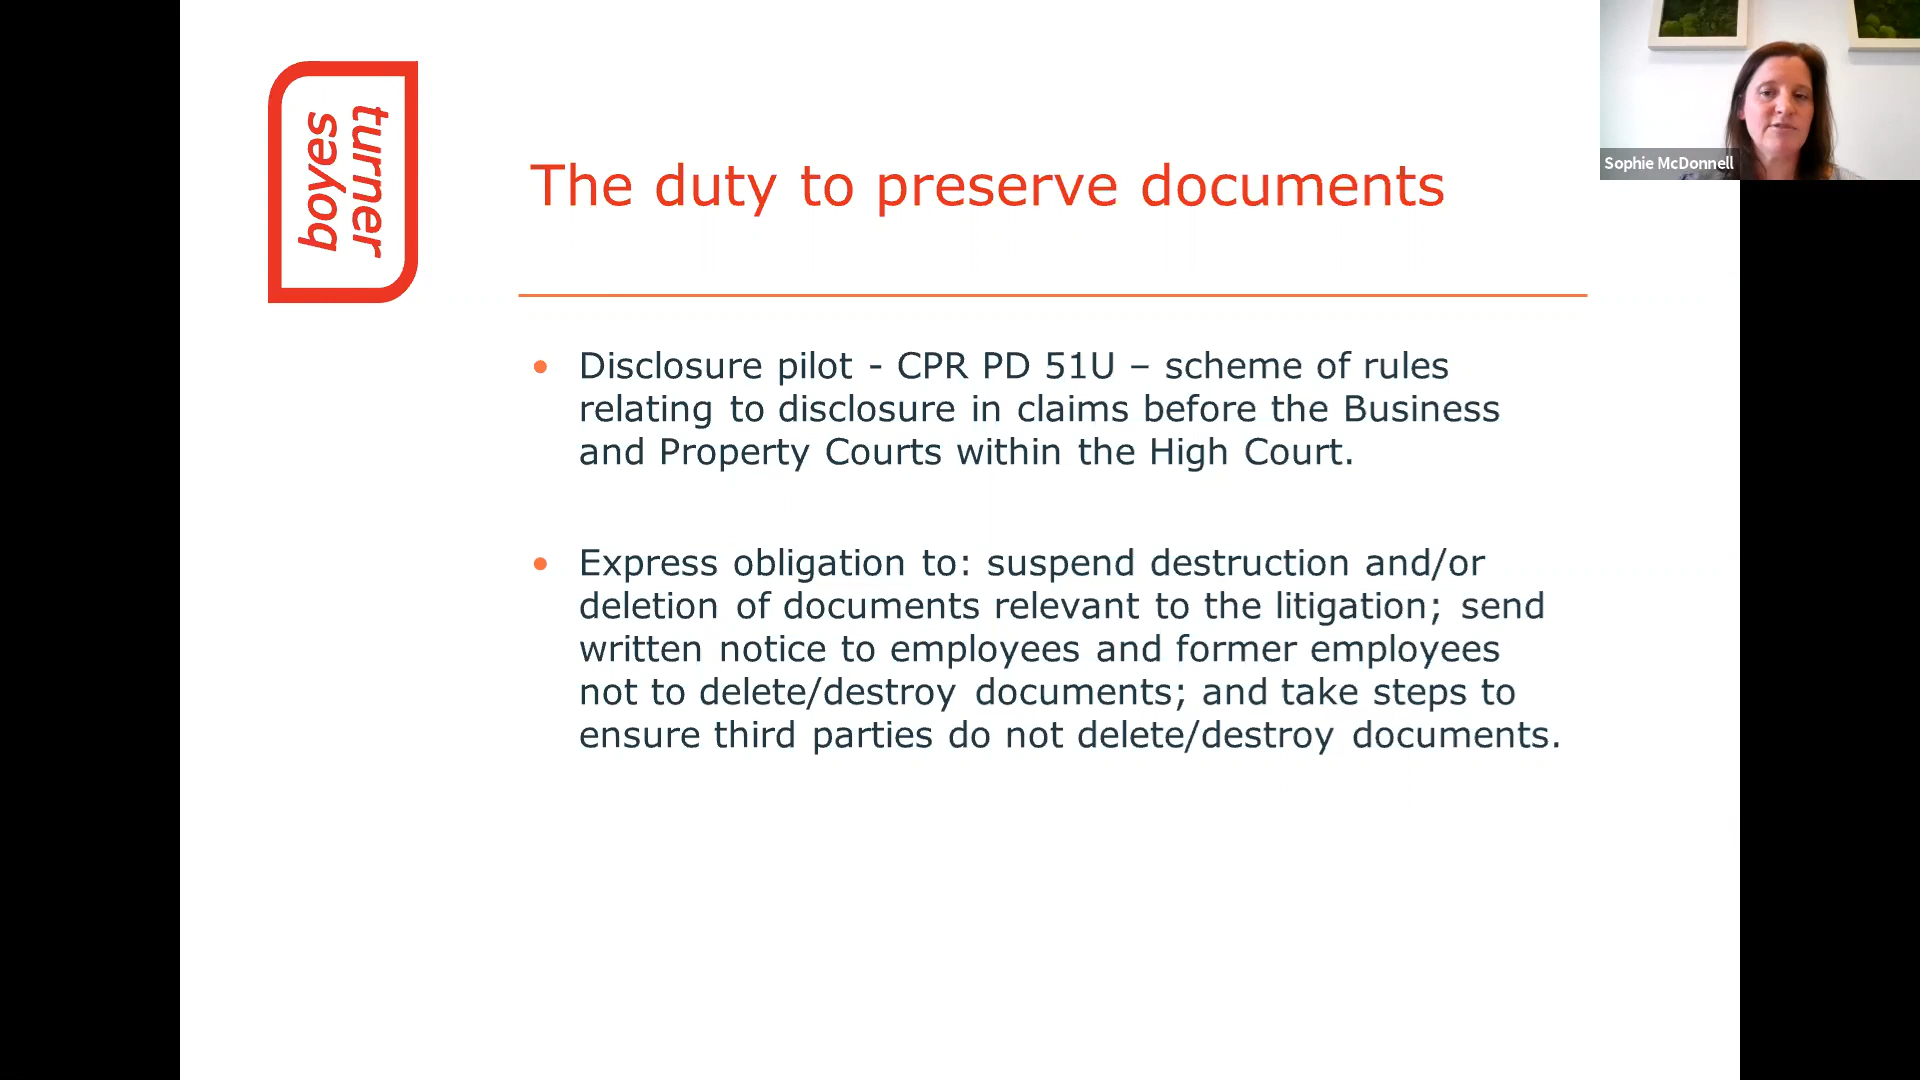 boyes
turner
The duty to preserve documents
Sophie McDonnell
• Disclosure pilot - CPR PD 51U – scheme of rules
relating to disclosure in claims before the Business
and Property Courts within the High Court.
• Express obligation to: suspend destruction and/or
deletion of documents relevant to the litigation; send
written notice to employees and former employees
not to delete/destroy documents; and take steps to
ensure third parties do not delete/destroy documents.